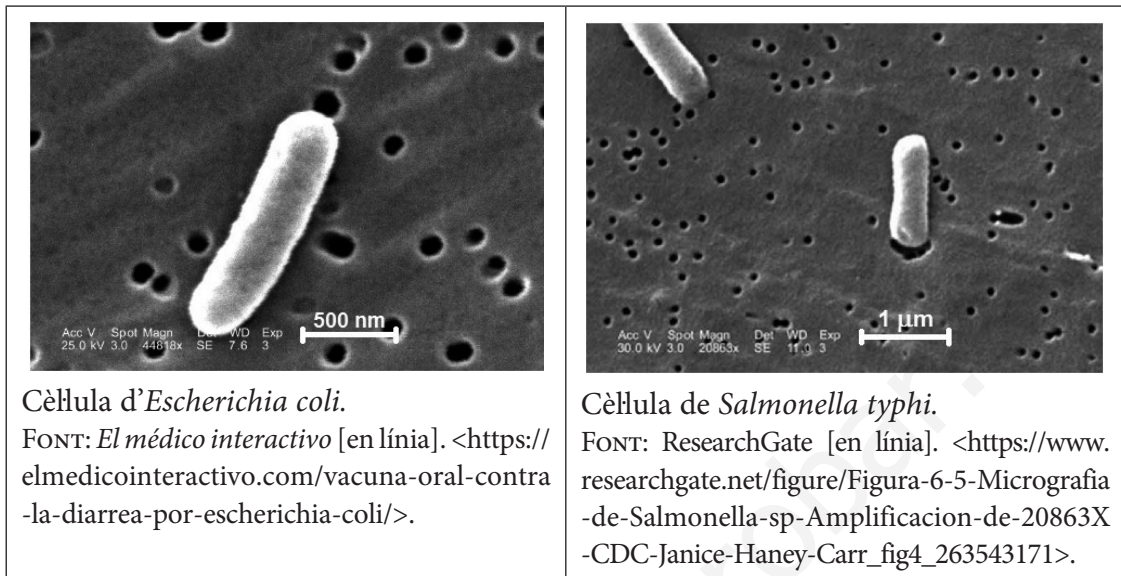 Acc V Spot Magn Det WD Exp
25.0 kV 3.0 44818x SE 7.6 3
500 nm
Cèl·lula d’Escherichia coli.
FONT: El médico interactivo [en línia]. <https://
elmedicointeractivo.com/vacuna-oral-contra
-la-diarrea-por-escherichia-coli/>.
Acc V Spot Magn Det WD Exp
30.0 kV 3.0 20863x SE 11.0 3
1 µm
Cèl·lula de Salmonella typhi.
FONT: ResearchGate [en línia]. <https://www.
researchgate.net/figure/Figura-6-5-Micrografia
-de-Salmonella-sp-Amplificacion-de-20863X
-CDC-Janice-Haney-Carr_fig4_263543171>.